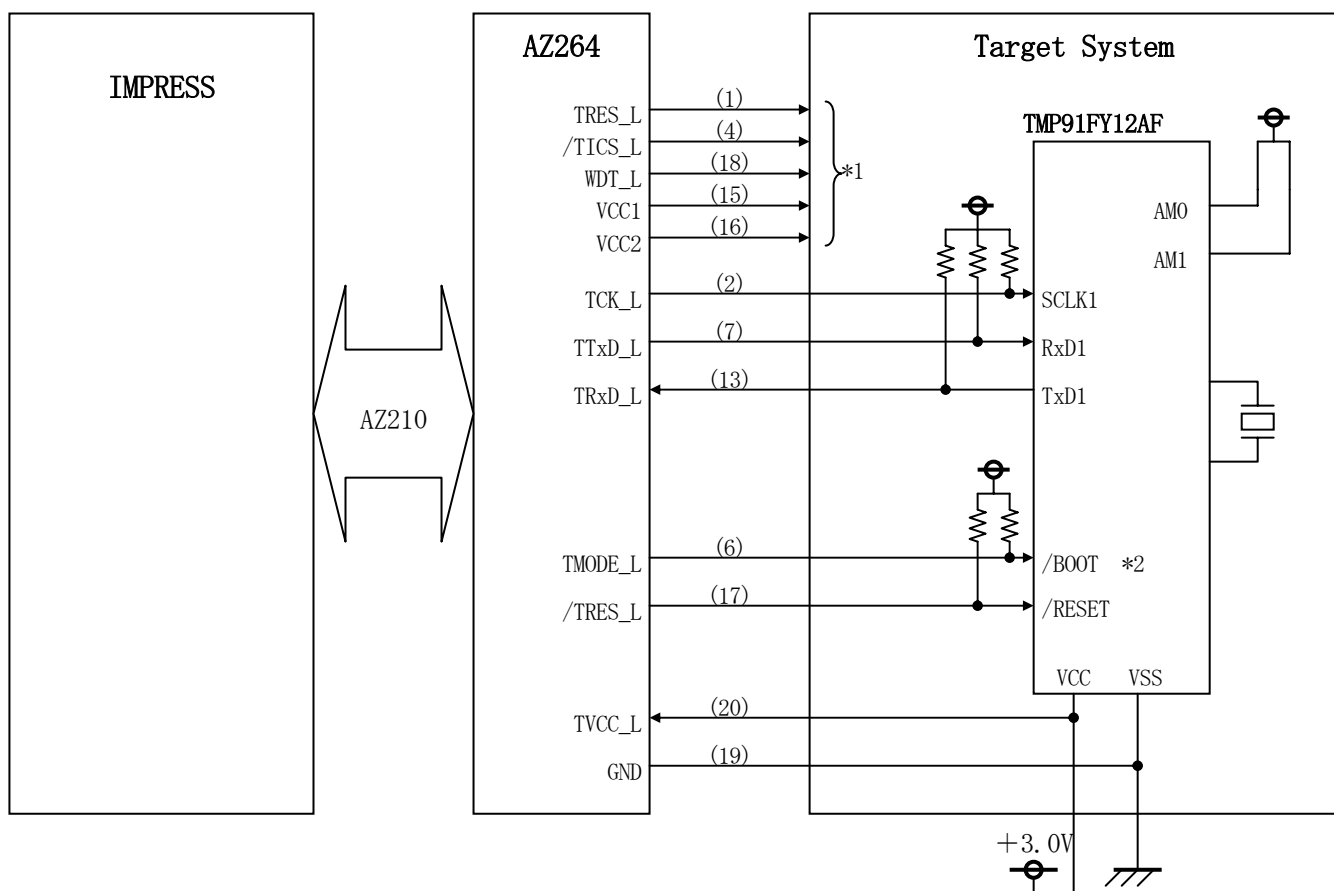 IMPRESS
AZ210
AZ264
TRES_L
/TICS_L
WDT_L
VCC1
VCC2
TCK_L
TTxD_L
TRxD_L
TMODE_L
/TRES_L
TVCC_L
GND
(1)
(4)
(18)
(15)
(16)
(2)
(7)
(13)
(6)
(17)
(20)
(19)
Target System
*1
TMP91FY12AF
AM0
AM1
SCLK1
RxD1
TxD1
/BOOT *2
/RESET
VCC VSS
+3.0V